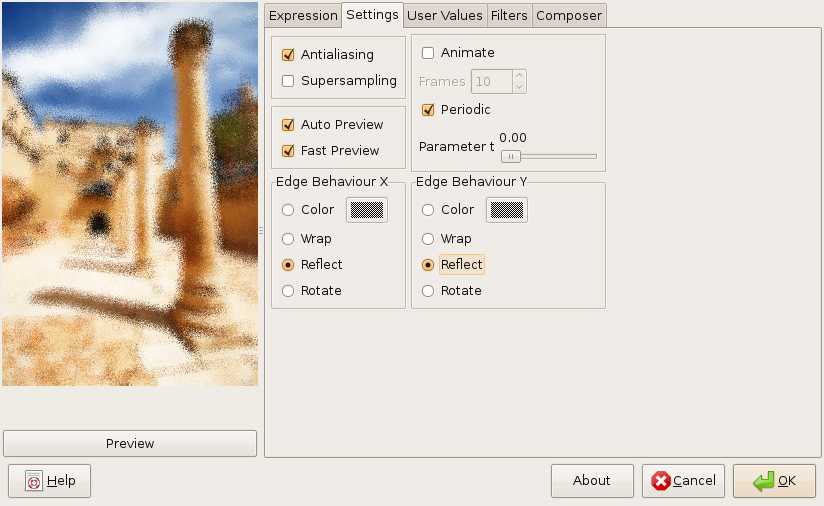 Expression Settings User Values Filters Composer
Antialiasing
Supersampling
Auto Preview
Fast Preview
Animate
Frames 10
Periodic
0.00
Parameter t
Edge Behaviour X
Color
Wrap
Reflect
Rotate
Edge Behaviour Y
Color
Wrap
Reflect
Rotate
Preview
Help About Cancel OK